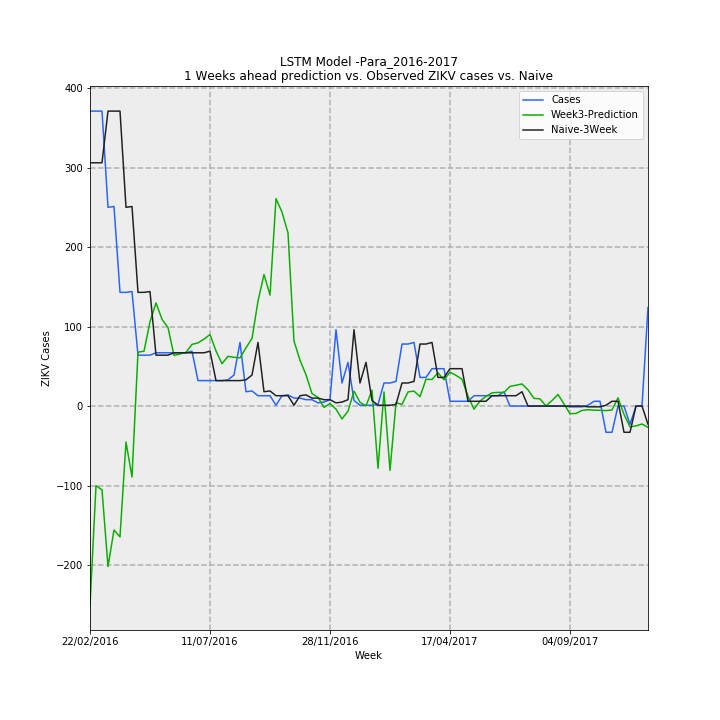 LSTM Model -Para_2016-2017
1 Weeks ahead prediction vs. Observed ZIKV cases vs. Naive
Cases
Week3-Prediction
Naive-3Week
400
300
200
100
0
−100
−200
ZIKV Cases
22/02/2016
11/07/2016
28/11/2016
17/04/2017
04/09/2017
Week